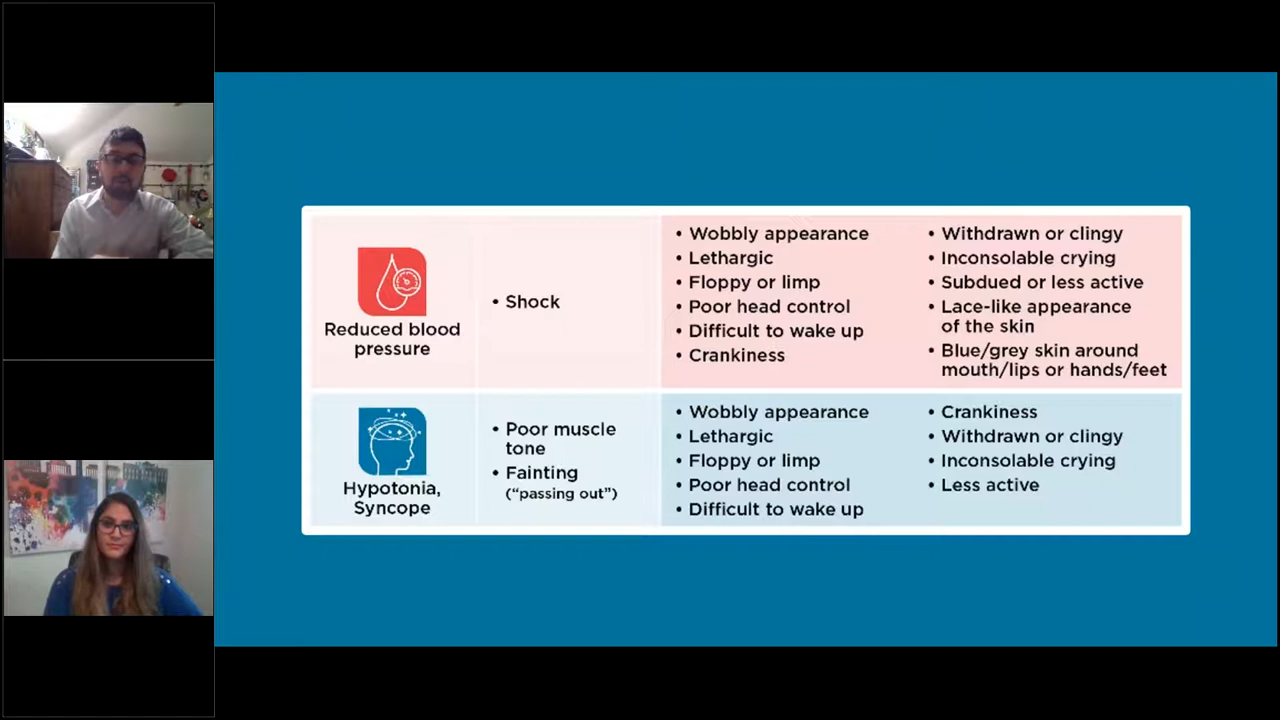 Reduced blood
pressure
• Shock
• Wobbly appearance
• Lethargic
• Floppy or limp
• Poor head control
• Difficult to wake up
• Crankiness
• Withdrawn or clingy
• Inconsolable crying
• Subdued or less active
• Lace-like appearance
of the skin
• Blue/grey skin around
mouth/lips or hands/feet
Hypotonia,
Syncope
• Poor muscle
tone
• Fainting
("passing out")
• Wobbly appearance
• Lethargic
• Floppy or limp
• Poor head control
• Difficult to wake up
• Crankiness
• Withdrawn or clingy
• Inconsolable crying
• Less active